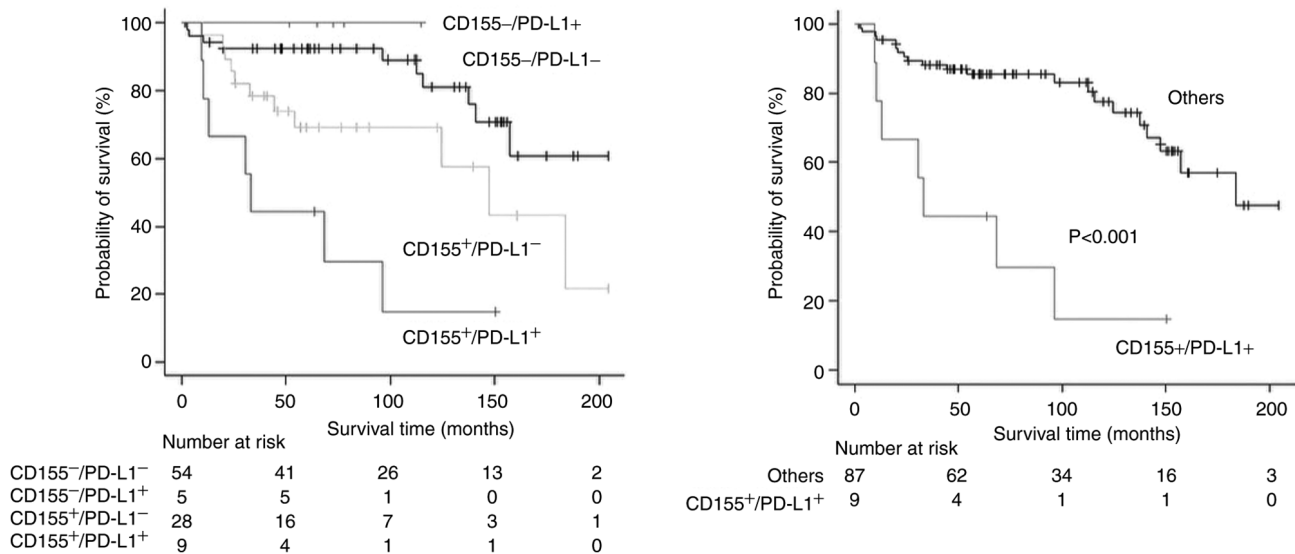 Probability of survival (%)
100
80
60
40
20
0
CD155–/PD-L1+
CD155–/PD-L1–
CD155⁺/PD-L1⁻
CD155⁺/PD-L1⁺
0 50 100 150 200
Survival time (months)
Number at risk
CD155⁻/PD-L1⁻ 54 41 26 13 2
CD155⁻/PD-L1⁺ 5 5 1 0 0
CD155⁺/PD-L1⁻ 28 16 7 3 1
CD155⁺/PD-L1⁺ 9 4 1 1 0
Probability of survival (%)
100
80
60
40
20
0
Others
P<0.001
CD155+/PD-L1+
0 50 100 150 200
Survival time (months)
Number at risk
Others 87 62 34 16 3
CD155⁺/PD-L1⁺ 9 4 1 1 0